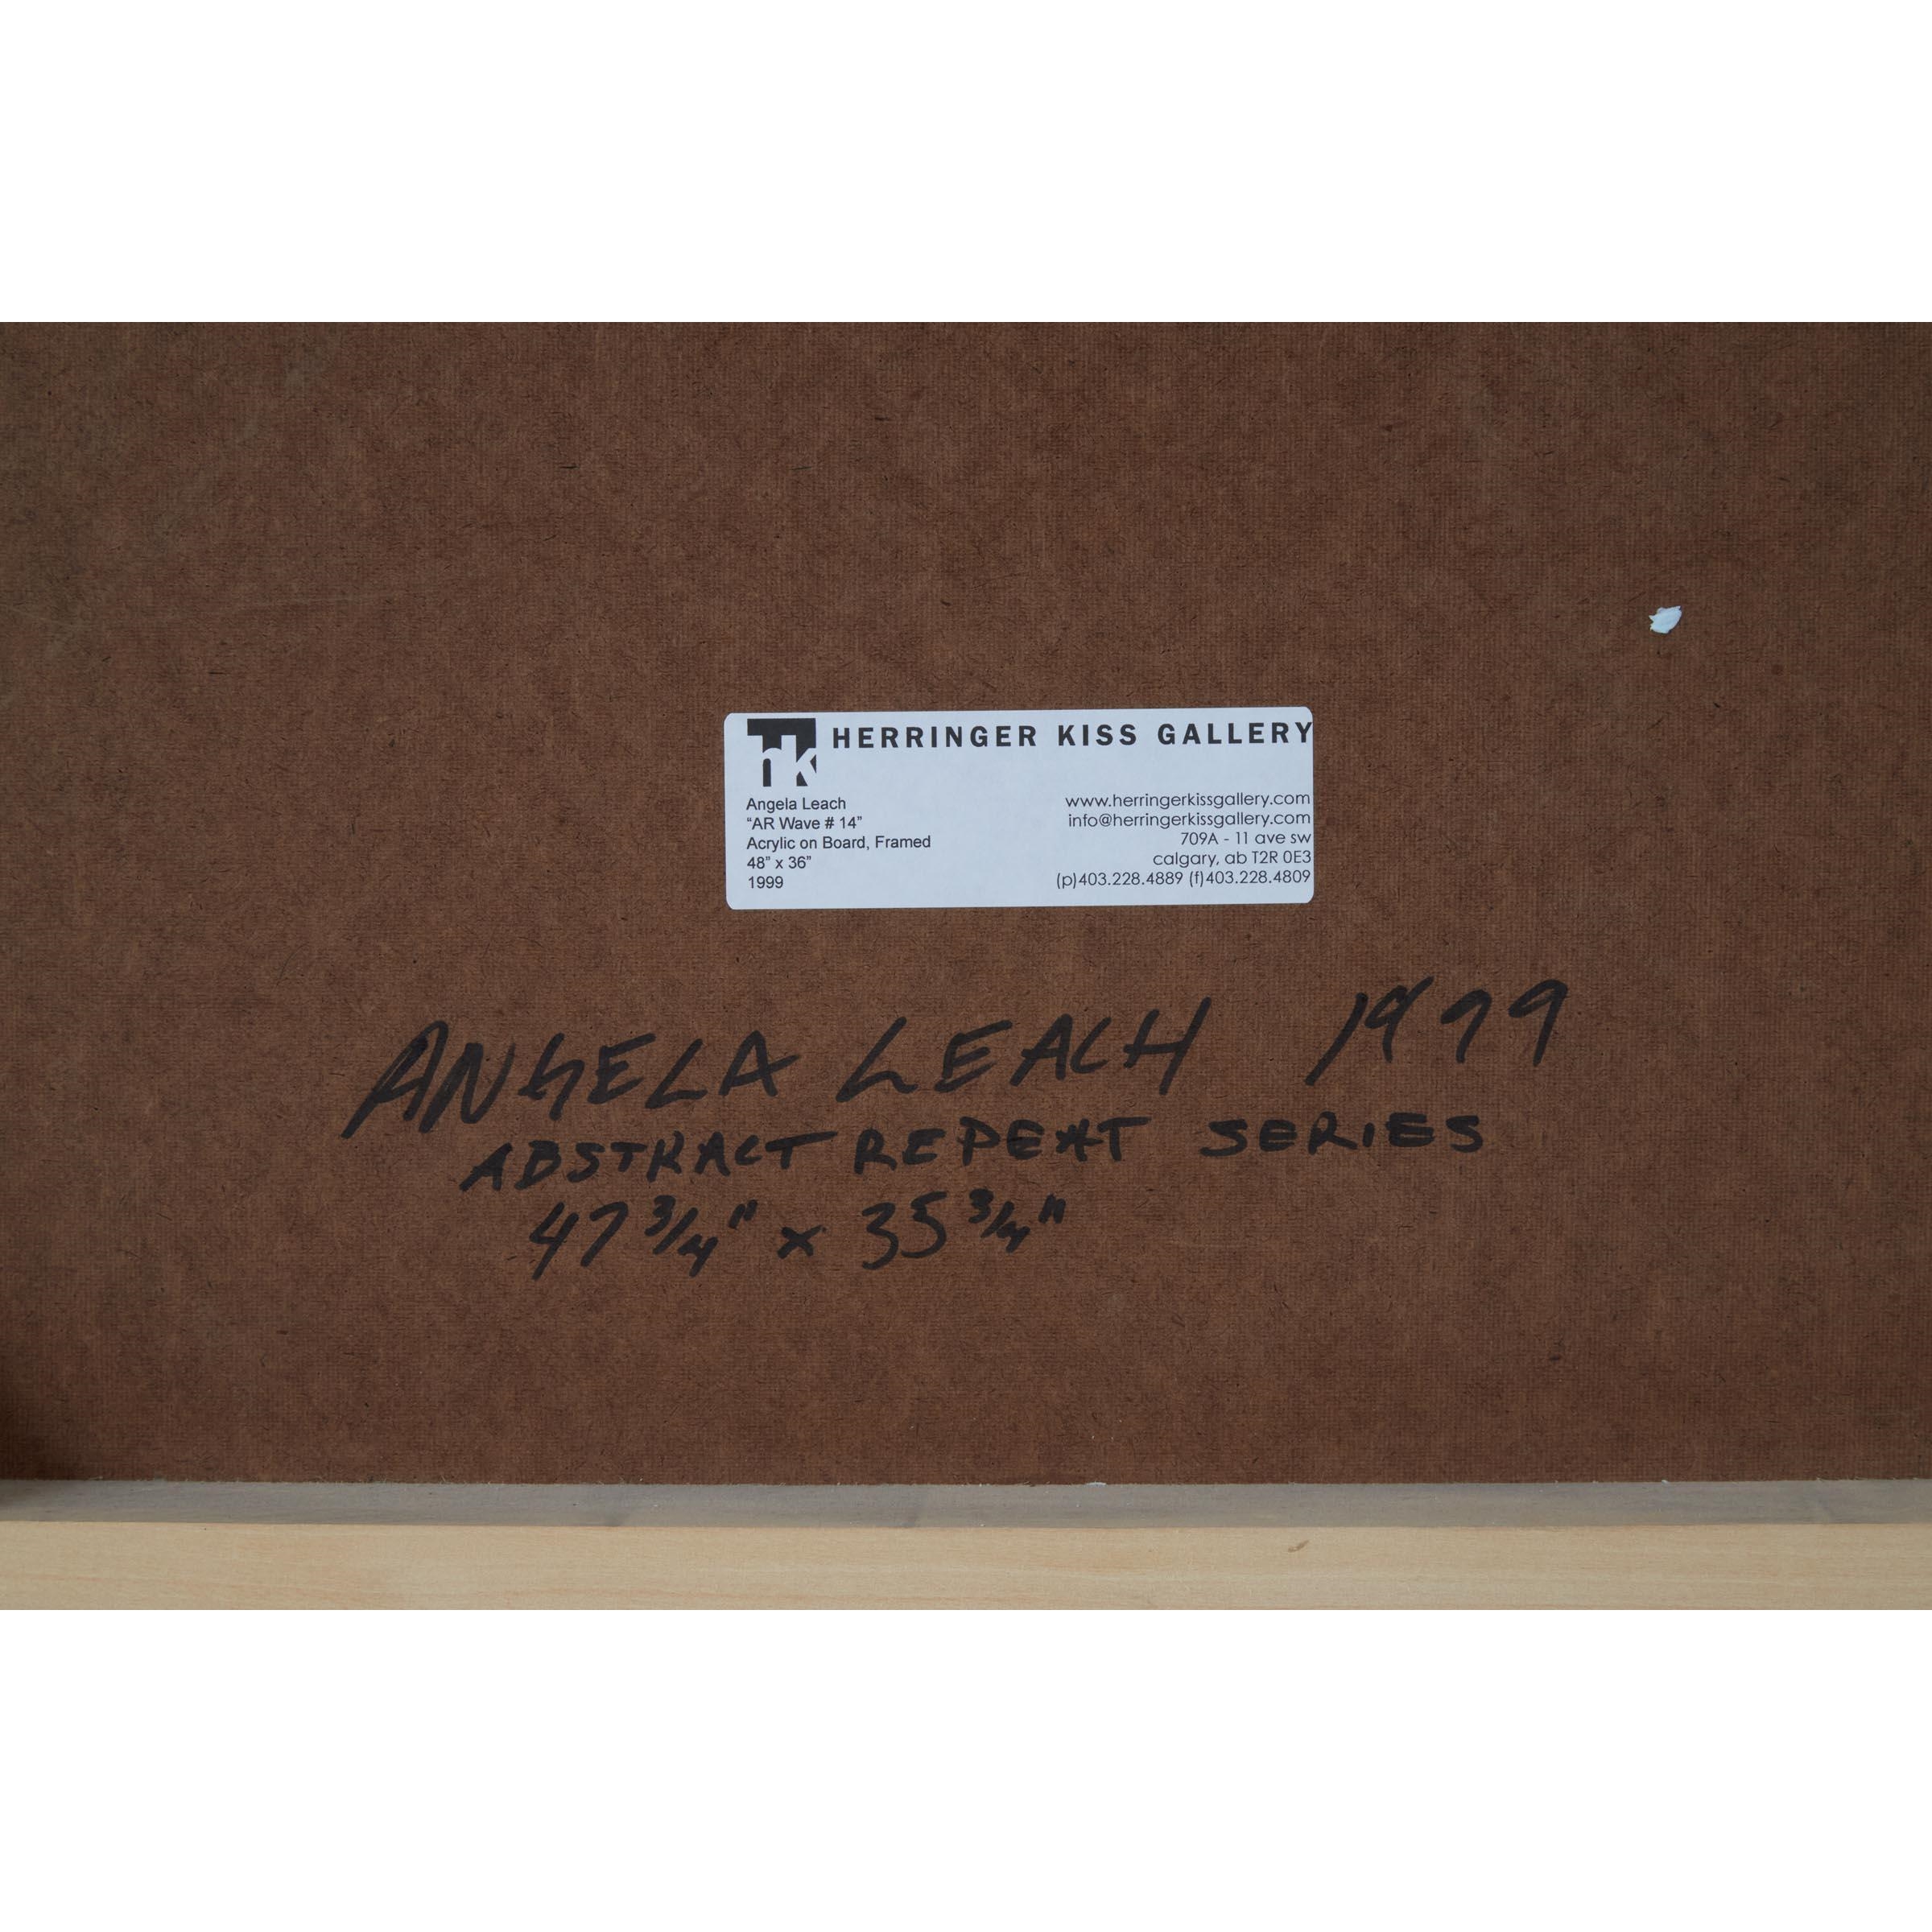 hk HERRINGER KISS GALLERY
Angela Leach
“AR Wave # 14”
Acrylic on Board, Framed
48” x 36”
1999
www.herringerkissgallery.com
info@herringerkissgallery.com
709A - 11 ave sw
calgary, ab T2R 0E3
(p)403.228.4889 (f)403.228.4809
ANGELA LEACH 1999
ABSTRACT REPEAT SERIES
47 3/4" x 35 3/4"